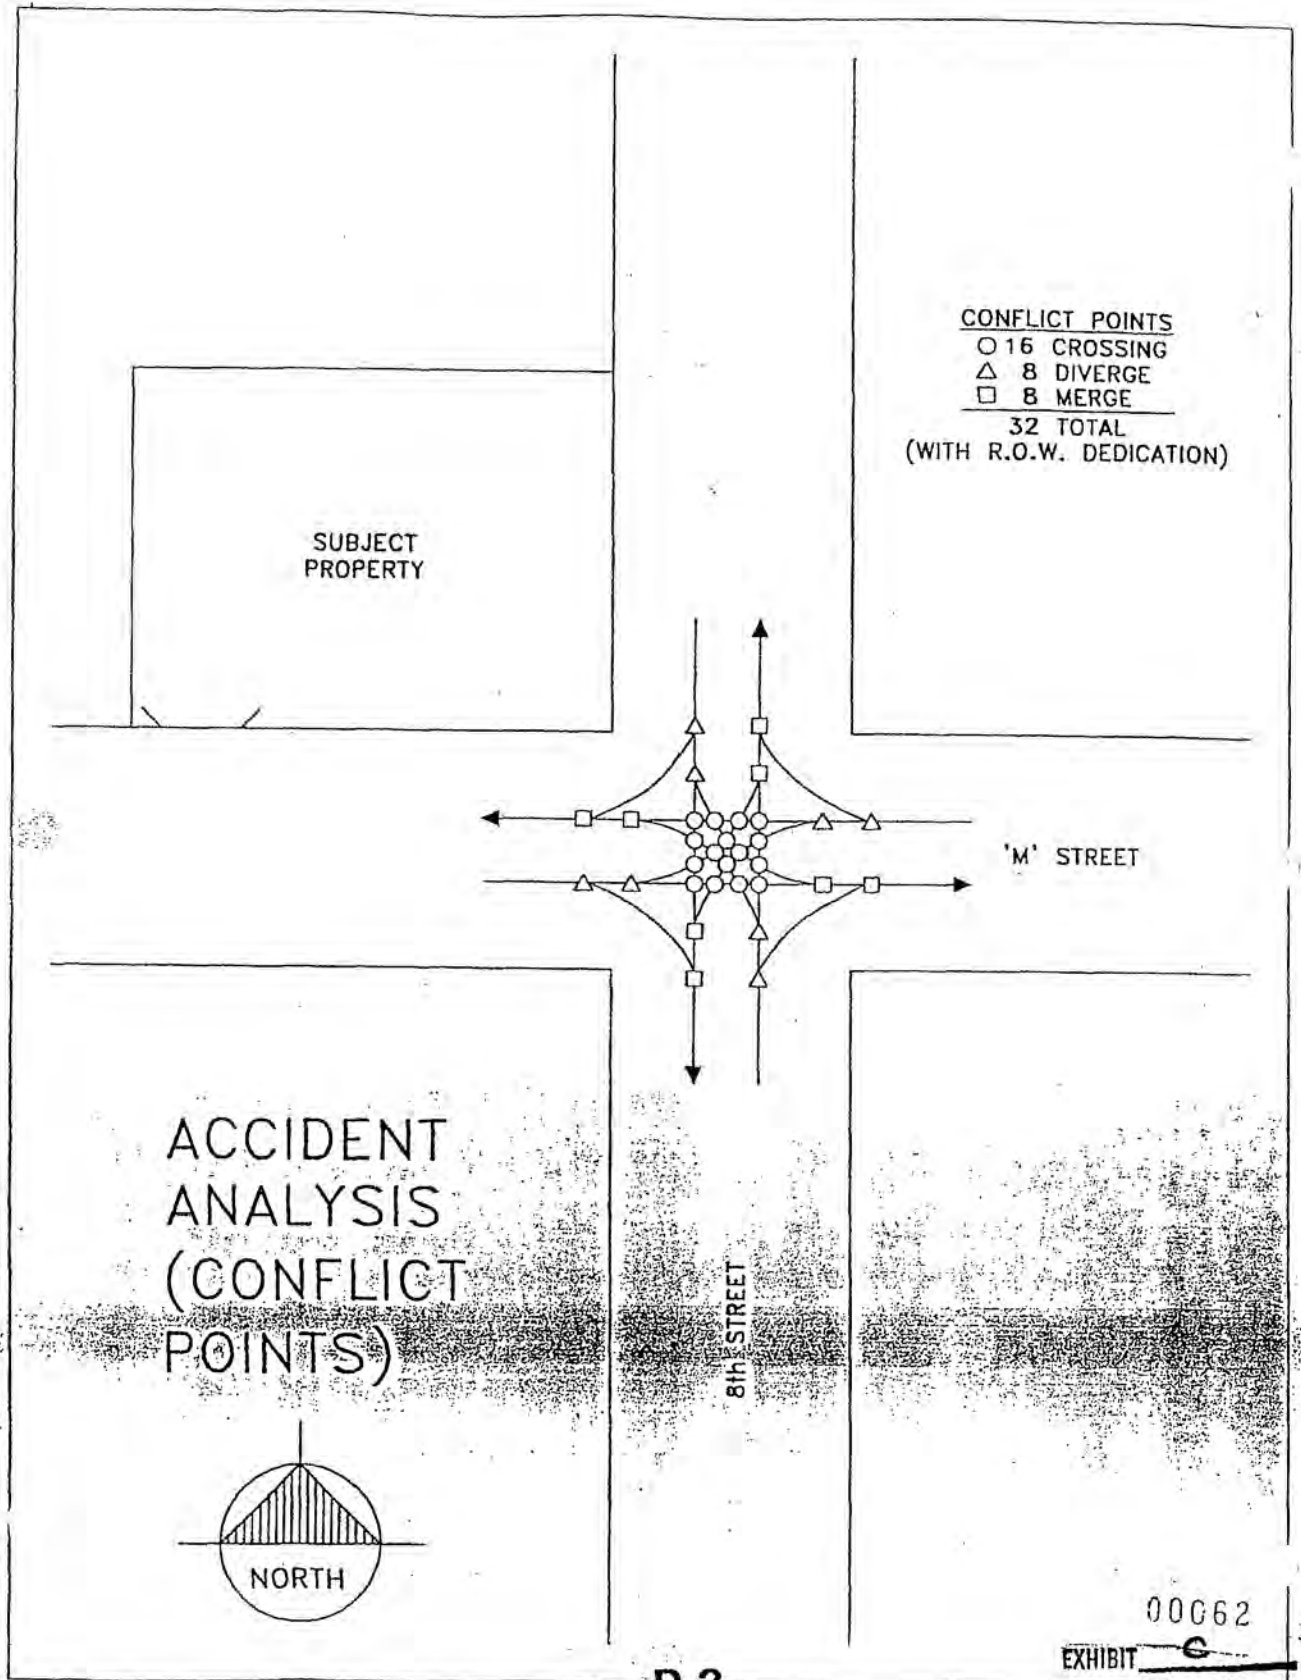 CONFLICT POINTS
○ 16 CROSSING
△ 8 DIVERGE
□ 8 MERGE
32 TOTAL
(WITH R.O.W. DEDICATION)
SUBJECT
PROPERTY
'M' STREET
8th STREET
ACCIDENT
ANALYSIS
(CONFLICT
POINTS)
NORTH
00062
EXHIBIT C